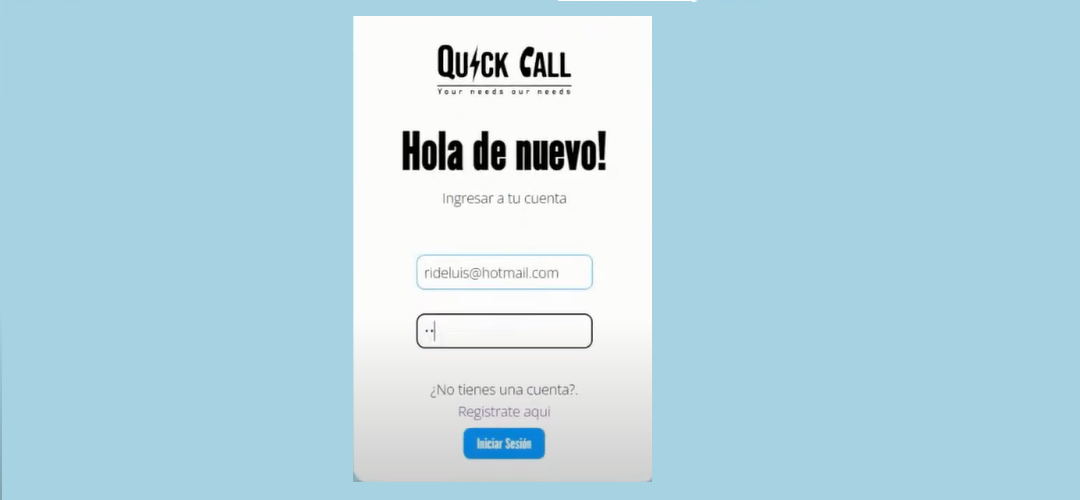 QUICK CALL
Your needs our needs
Hola de nuevo!
Ingresar a tu cuenta
rideluis@hotmail.com
··
¿No tienes una cuenta?.
Registrate aqui
Iniciar Sesión